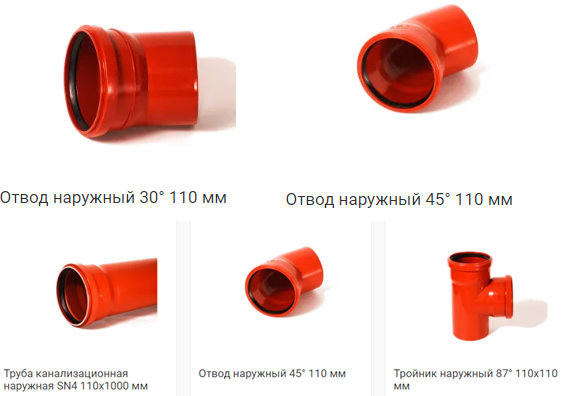 Отвод наружный 30° 110 мм
Отвод наружный 45° 110 мм
Труба канализационная
наружная SN4 110x1000 мм
Отвод наружный 45° 110 мм
Тройник наружный 87° 110x110
мм